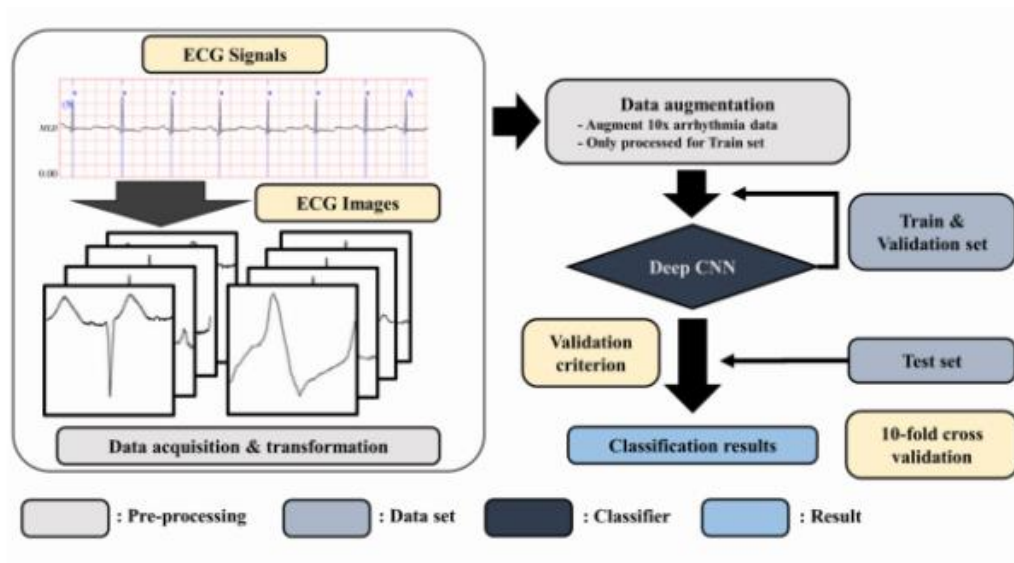 ECG Signals
ECG Images
0.00
Data acquisition & transformation
Data augmentation
- Augment 10x arrhythmia data
- Only processed for Train set
Deep CNN
Train &
Validation set
Validation
criterion
Test set
Classification results
10-fold cross
validation
: Pre-processing
: Data set
: Classifier
: Result